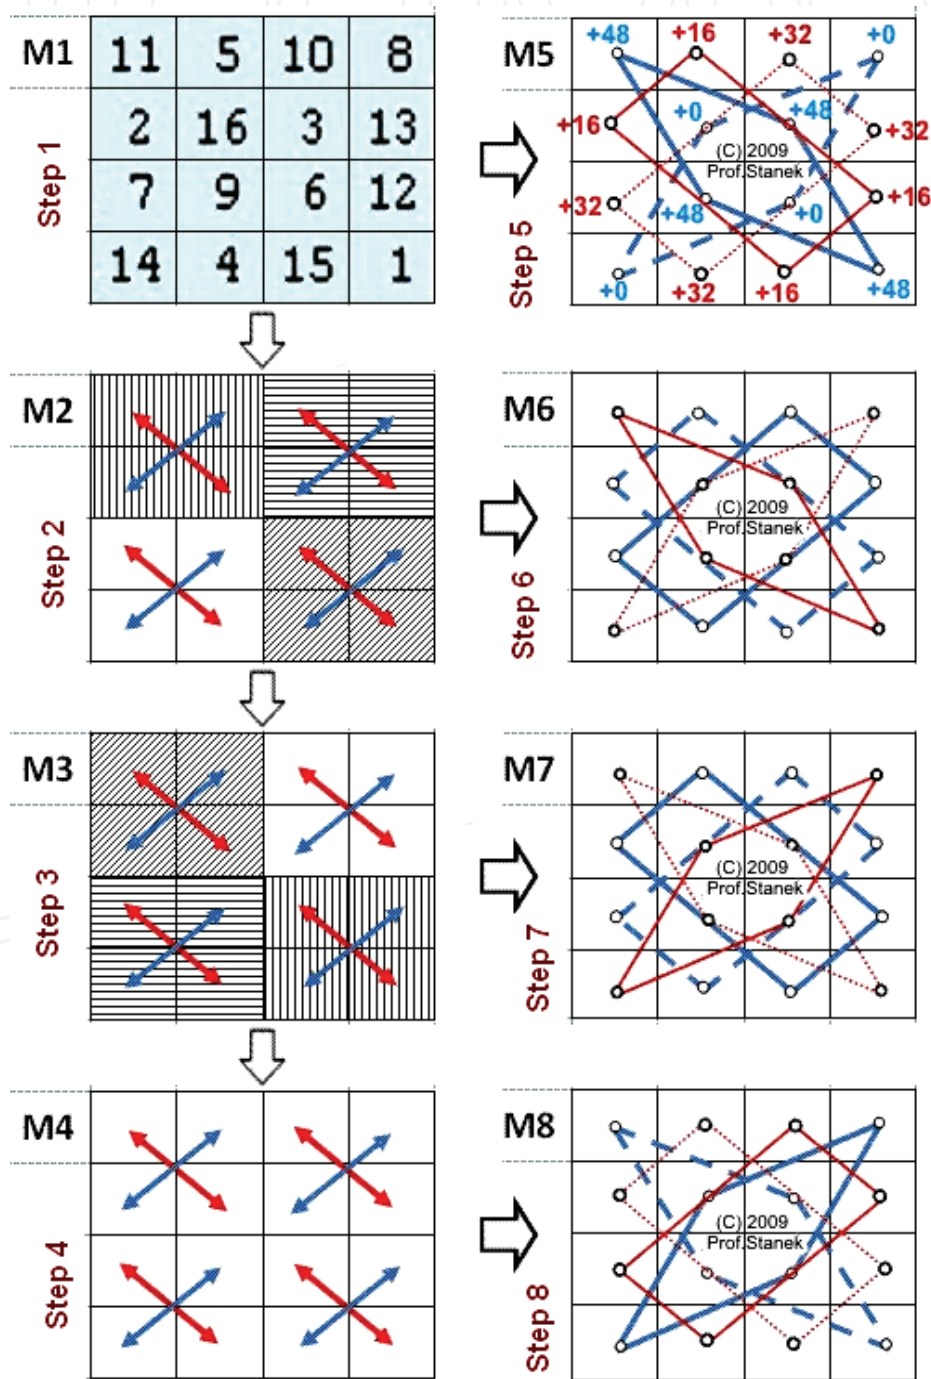 M1
11 5 10 8
2 16 3 13
7 9 6 12
14 4 15 1
Step 1
M5
+48 +16 +32 +0
+16 +0 +48 +32
(C) 2009
Prof.Stanek
+32 +48 +0 +16
+0 +32 +16 +48
Step 5
M2
Step 2
M6
(C) 2009
Prof.Stanek
Step 6
M3
Step 3
M7
(C) 2009
Prof.Stanek
Step 7
M4
Step 4
M8
(C) 2009
Prof.Stanek
Step 8